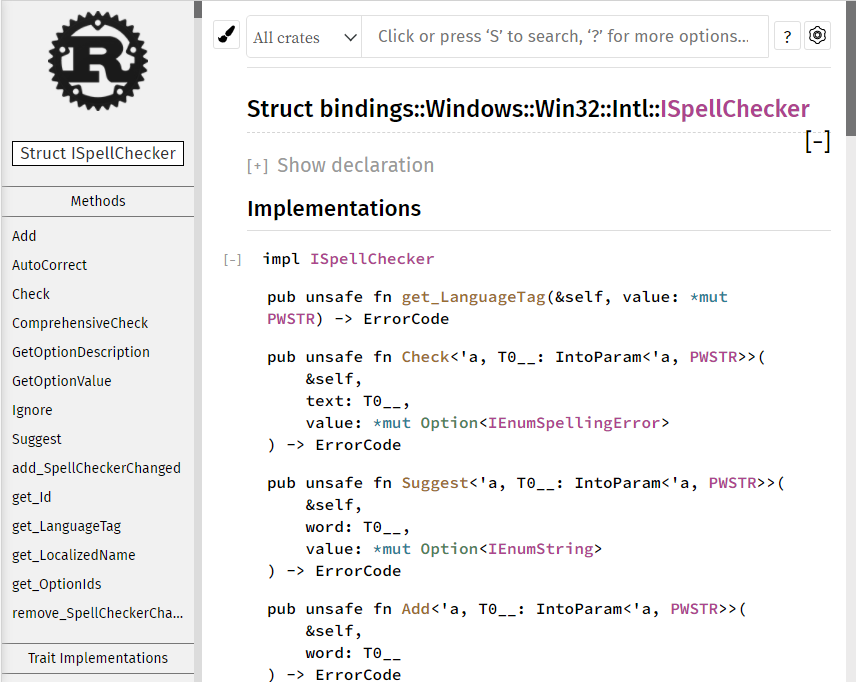 R
Struct ISpellChecker
Methods
Add
AutoCorrect
Check
ComprehensiveCheck
GetOptionDescription
GetOptionValue
Ignore
Suggest
add_SpellCheckerChanged
get_Id
get_LanguageTag
get_LocalizedName
get_OptionIds
remove_SpellCheckerCha...
Trait Implementations
All crates
Click or press ‘S’ to search, ‘?’ for more options…
?
Struct bindings::Windows::Win32::Intl::ISpellChecker
[-]
[+] Show declaration
Implementations
[-] impl ISpellChecker
pub unsafe fn get_LanguageTag(&self, value: *mut
PWSTR) -> ErrorCode
pub unsafe fn Check<'a, T0__: IntoParam<'a, PWSTR>>(
&self,
text: T0__,
value: *mut Option<IEnumSpellingError>
) -> ErrorCode
pub unsafe fn Suggest<'a, T0__: IntoParam<'a, PWSTR>>(
&self,
word: T0__,
value: *mut Option<IEnumString>
) -> ErrorCode
pub unsafe fn Add<'a, T0__: IntoParam<'a, PWSTR>>(
&self,
word: T0__
) -> ErrorCode